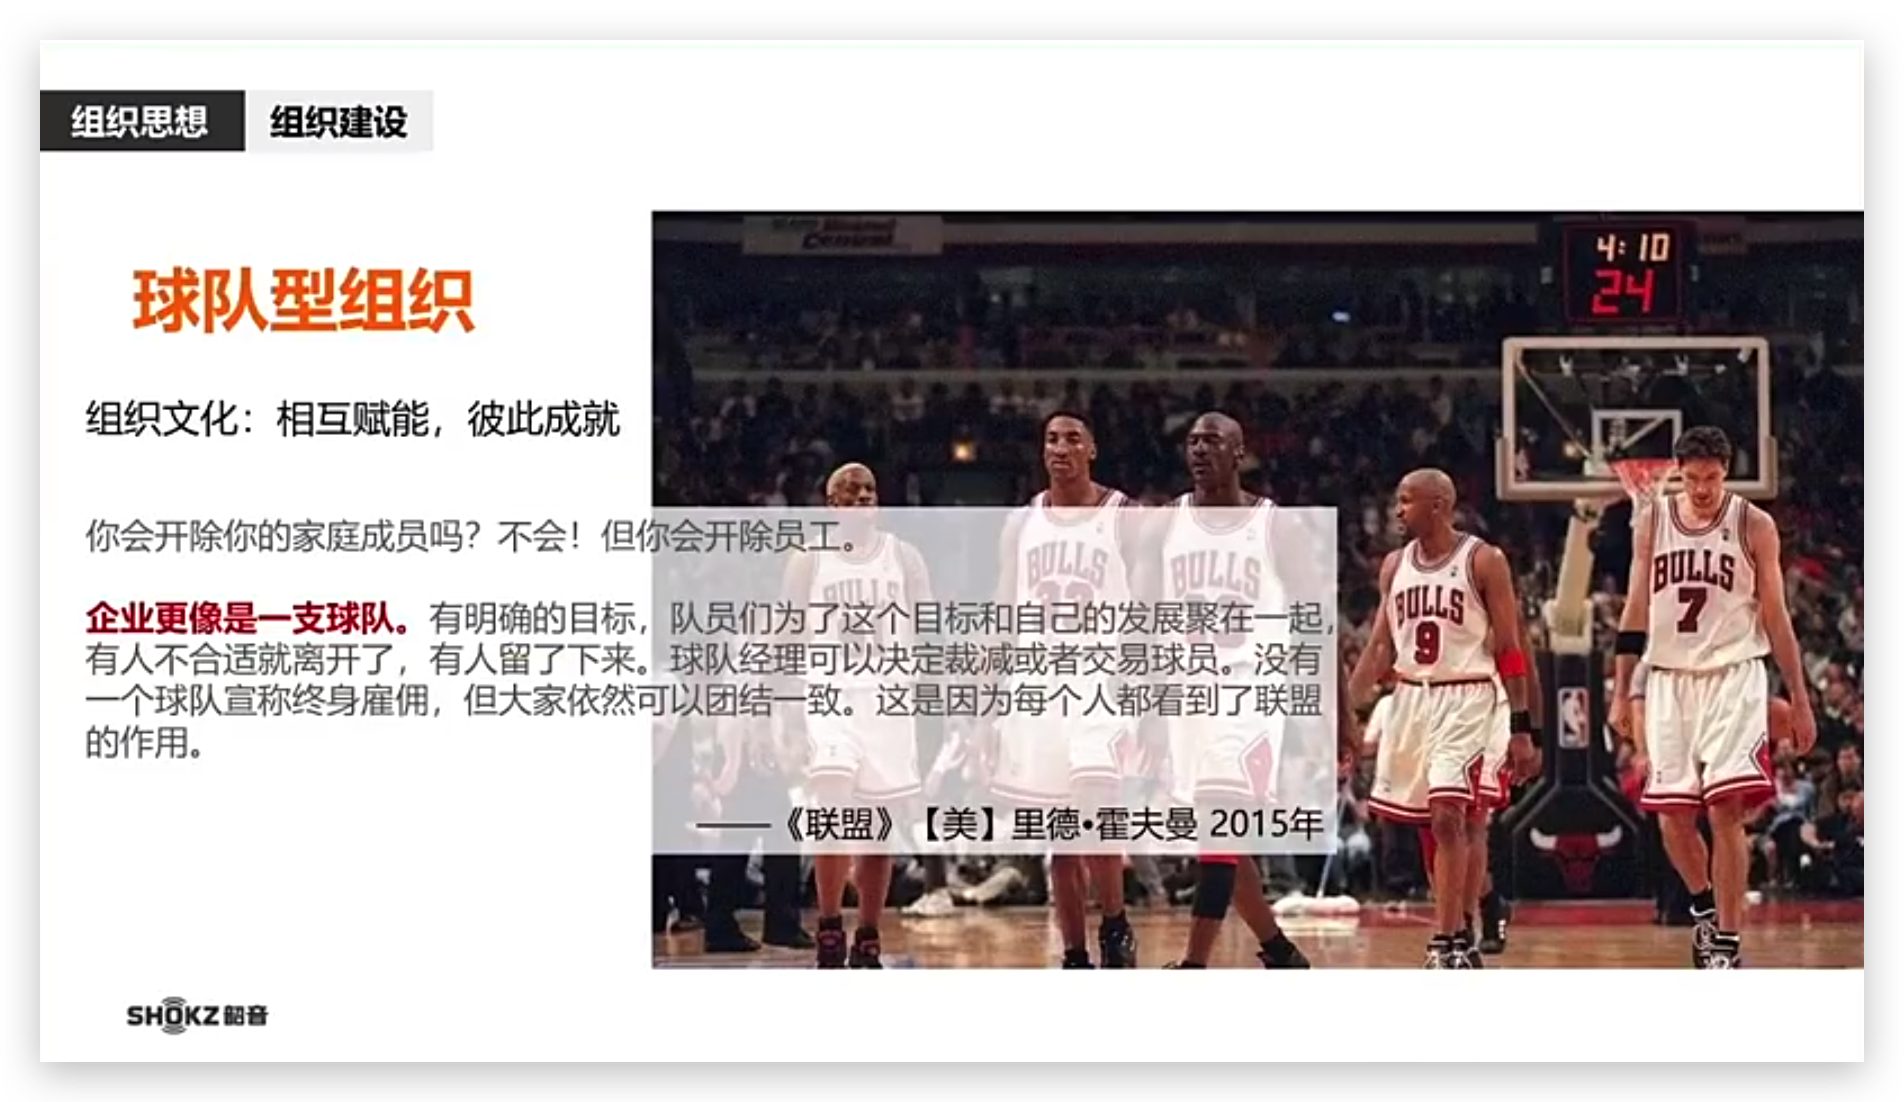 组织思想 组织建设
4:10
24
球队型组织
组织文化：相互赋能，彼此成就
你会开除你的家庭成员吗？不会！但你会开除员工。
企业更像是一支球队。有明确的目标，队员们为了这个目标和自己的发展聚在一起，
有人不合适就离开了，有人留了下来。球队经理可以决定裁减或者交易球员。没有
一个球队宣称终身雇佣，但大家依然可以团结一致。这是因为每个人都看到了联盟
的作用。
——《联盟》【美】里德•霍夫曼 2015年
BULLS
BULLS
BULLS
BULLS
9
BULLS
7
SHOKZ 韶音